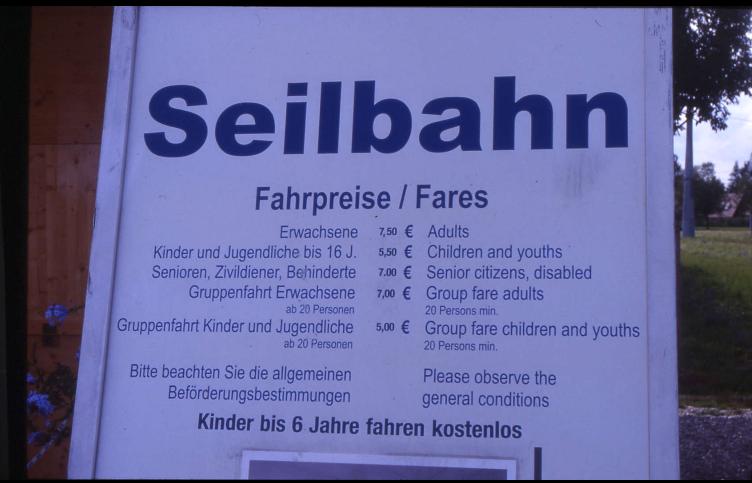 Seilbahn
Fahrpreise / Fares
Erwachsene 7,50 € Adults
Kinder und Jugendliche bis 16 J. 5,50 € Children and youths
Senioren, Zivildiener, Behinderte 7.00 € Senior citizens, disabled
Gruppenfahrt Erwachsene 7,00 € Group fare adults
ab 20 Personen 20 Persons min.
Gruppenfahrt Kinder und Jugendliche 5,00 € Group fare children and youths
ab 20 Personen 20 Persons min.
Bitte beachten Sie die allgemeinen Please observe the
Beförderungsbestimmungen general conditions
Kinder bis 6 Jahre fahren kostenlos